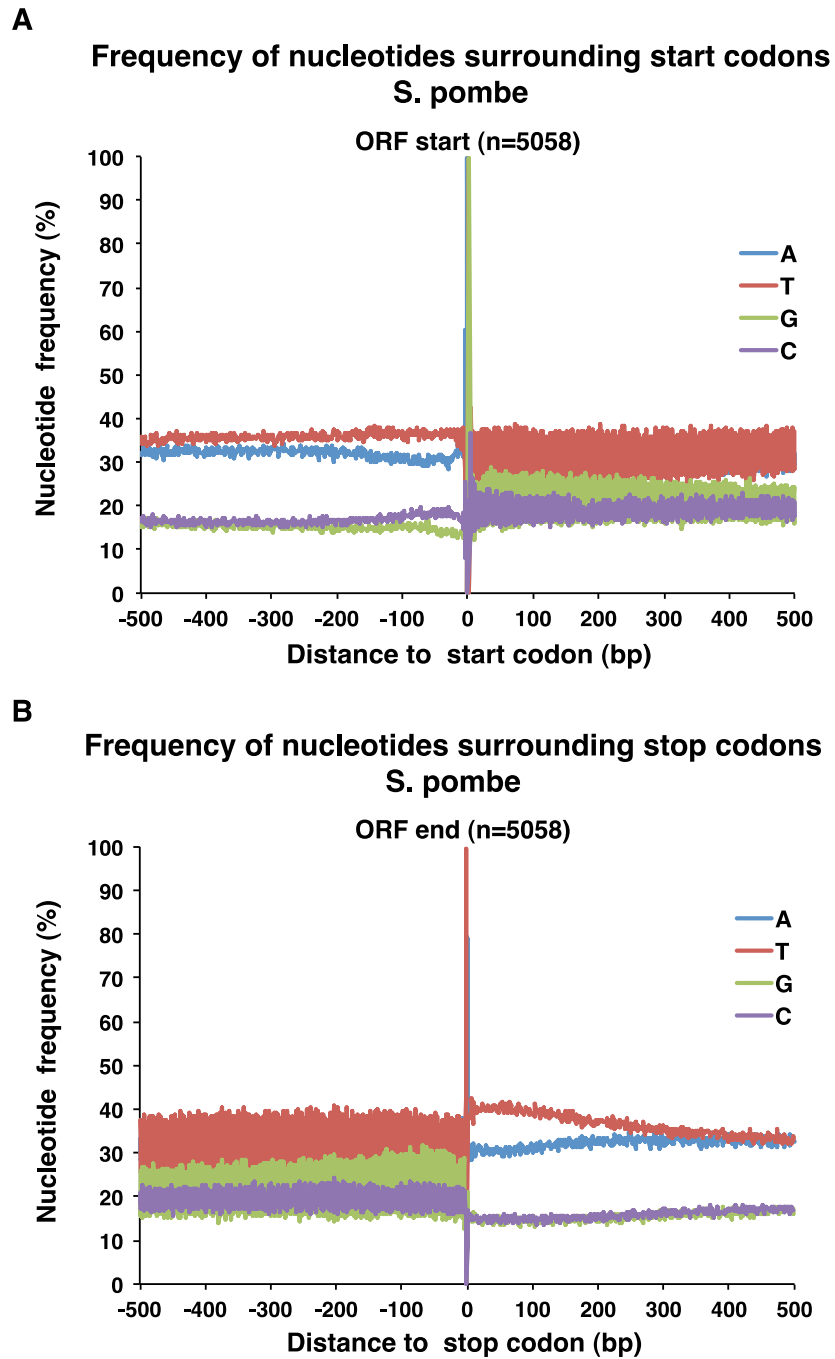 A
Frequency of nucleotides surrounding start codons
S. pombe
ORF start (n=5058)
100
90
80
70
60
50
40
30
20
10
0
Nucleotide frequency (%)
A
T
G
C
-500 -400 -300 -200 -100 0 100 200 300 400 500
Distance to start codon (bp)
B
Frequency of nucleotides surrounding stop codons
S. pombe
ORF end (n=5058)
100
90
80
70
60
50
40
30
20
10
0
Nucleotide frequency (%)
A
T
G
C
-500 -400 -300 -200 -100 0 100 200 300 400 500
Distance to stop codon (bp)